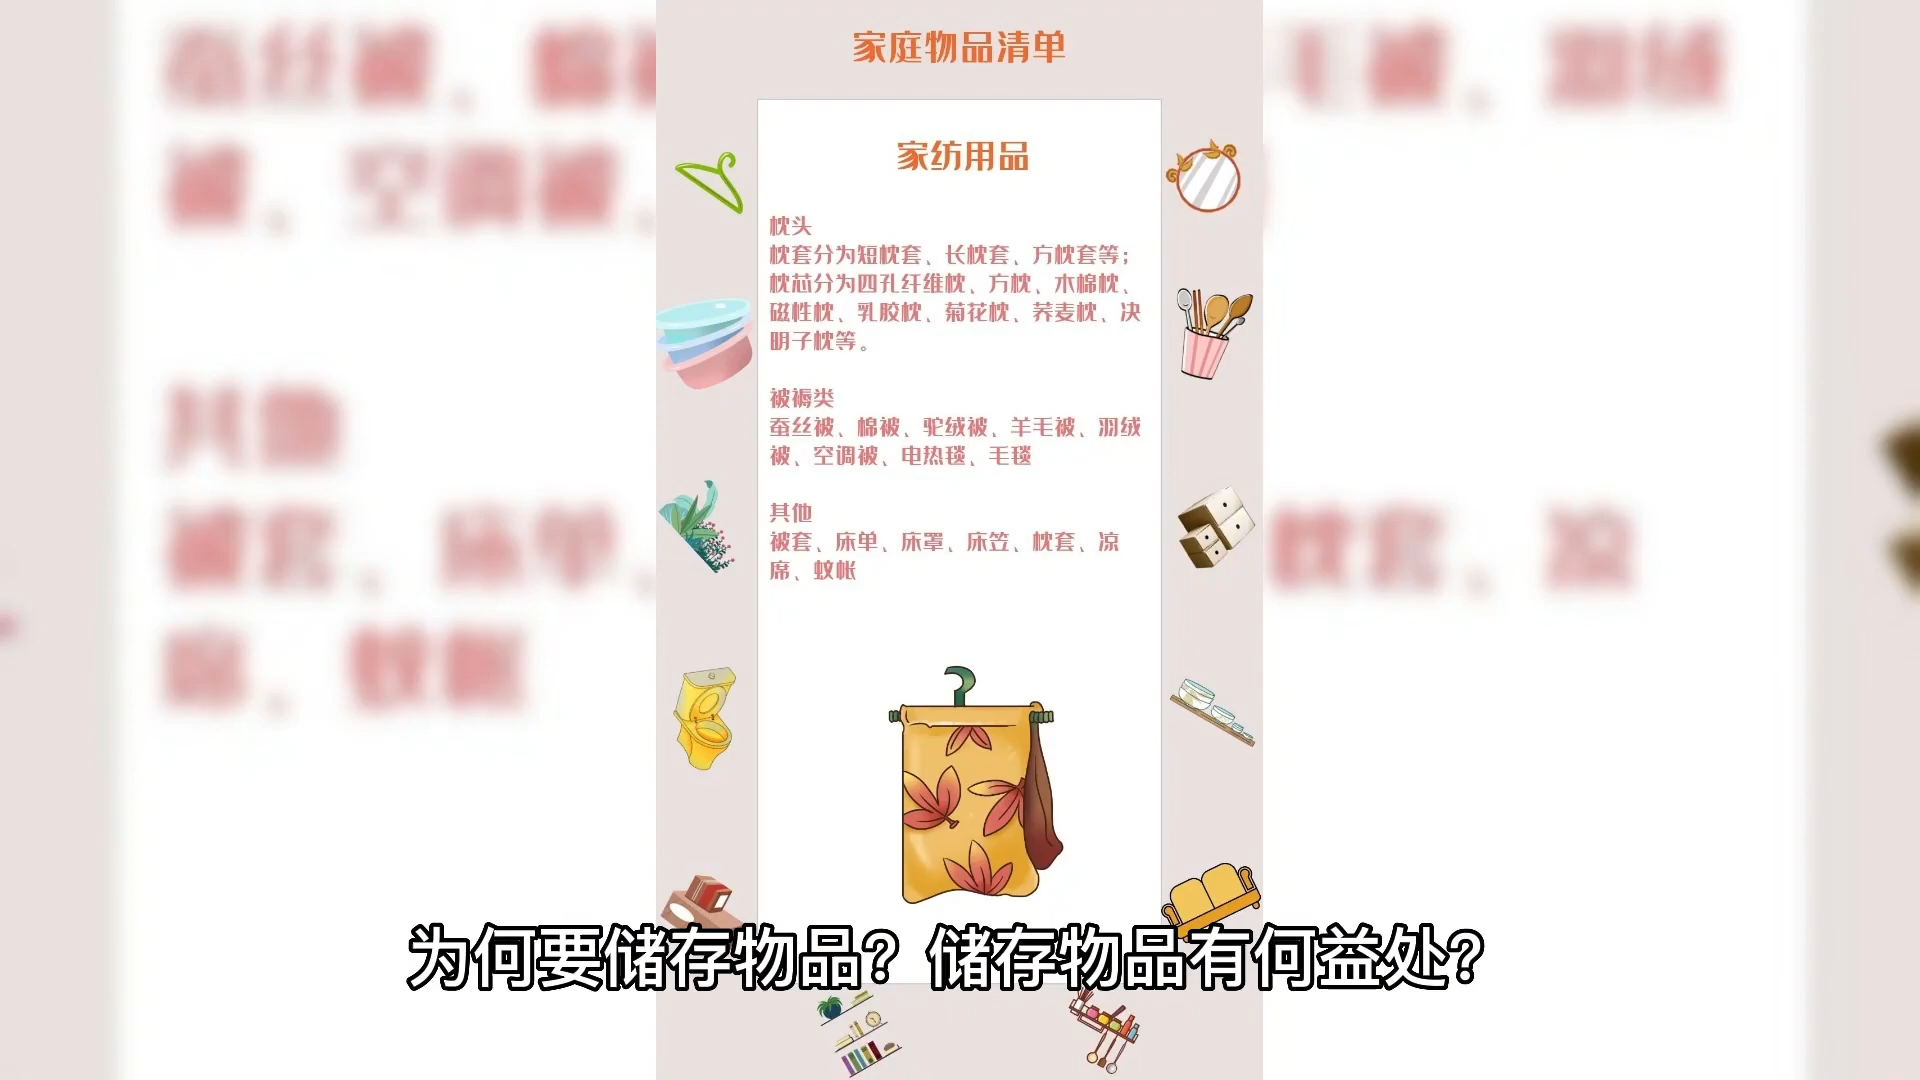 家庭物品清单
家纺用品
枕头
枕套分为短枕套、长枕套、方枕套等；
枕芯分为四孔纤维枕、方枕、木棉枕、
磁性枕、乳胶枕、菊花枕、荞麦枕、决
明子枕等。
被褥类
蚕丝被、棉被、驼绒被、羊毛被、羽绒
被、空调被、电热毯、毛毯
其他
被套、床单、床罩、床笠、枕套、凉
席、蚊帐
为何要储存物品？储存物品有何益处？